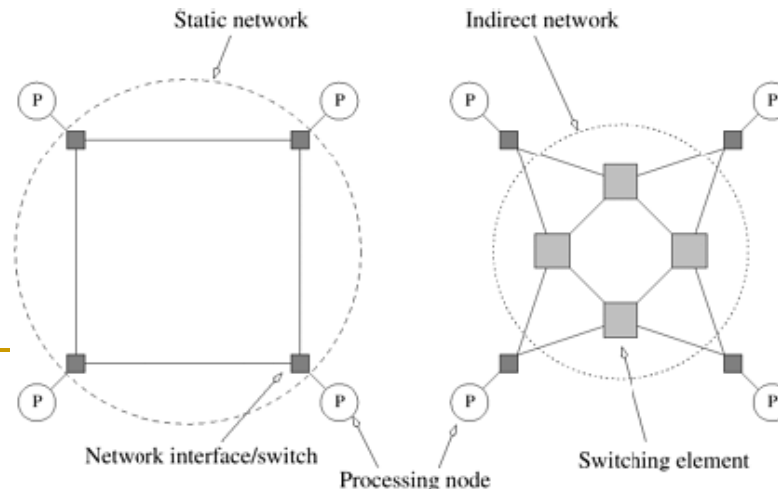 Static network
Indirect network
P
P
P
P
P
P
P
P
Network interface/switch
Processing node
Switching element